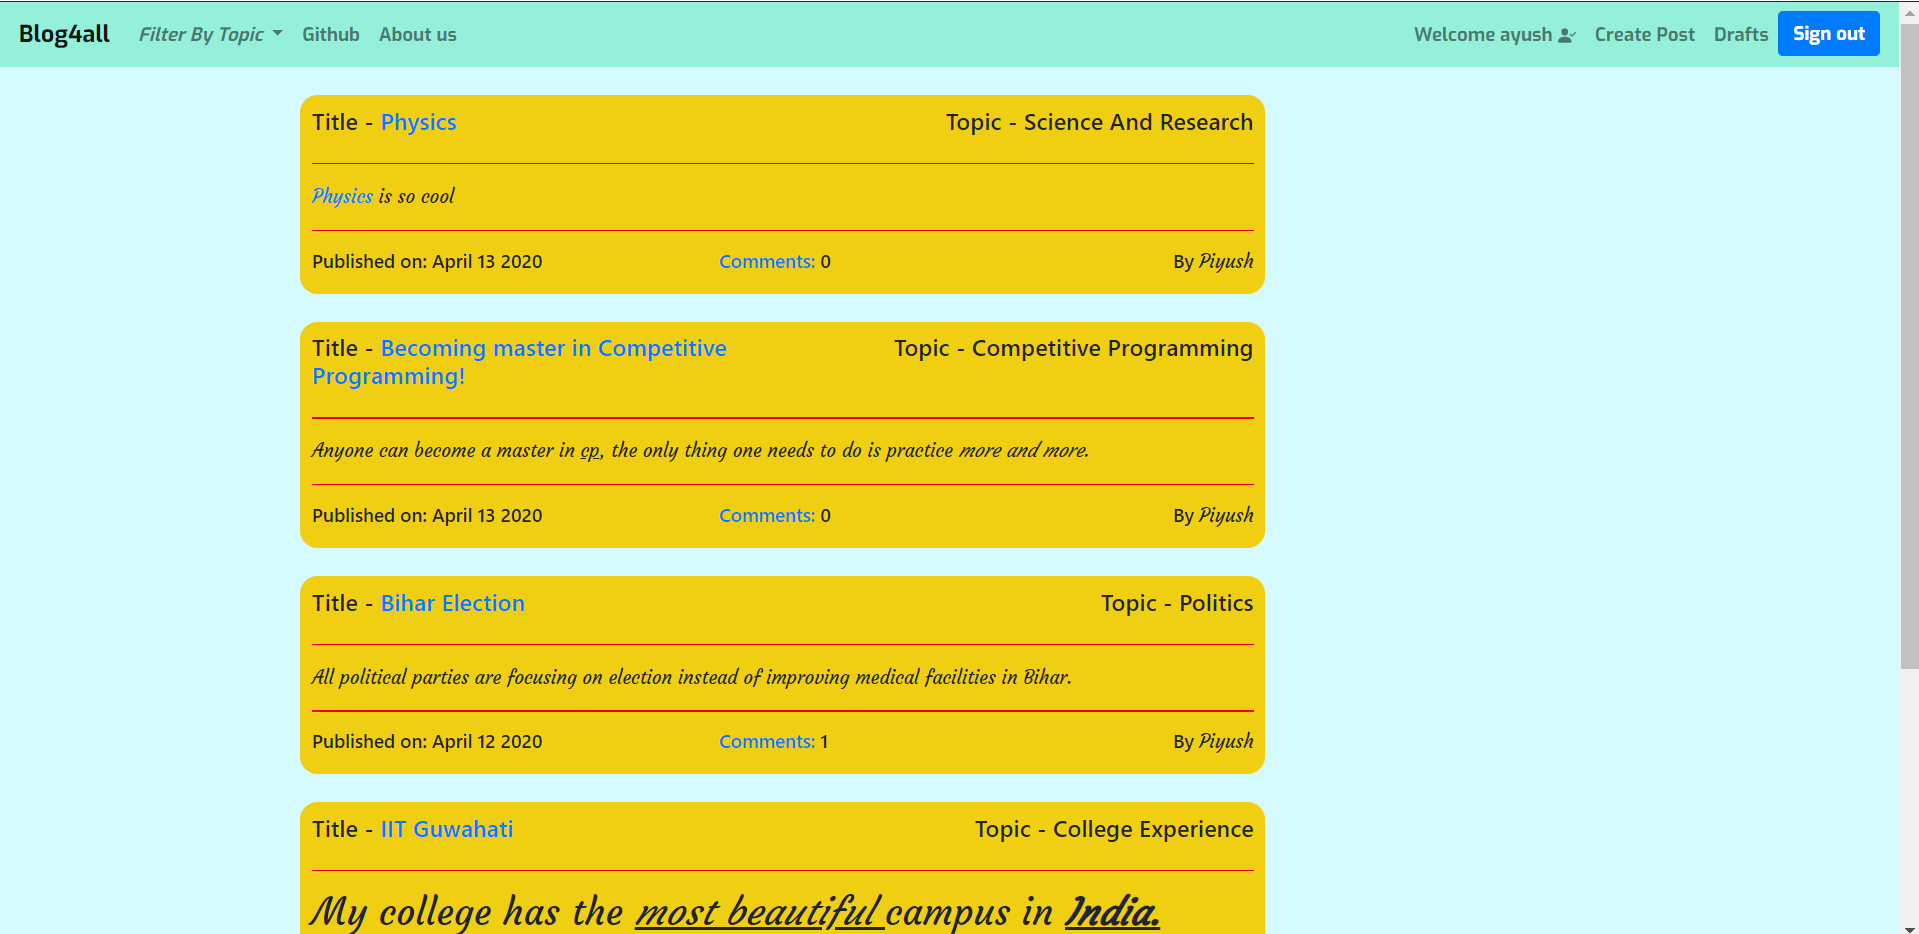 Blog4all Filter By Topic Github About us Welcome ayush Create Post Drafts Sign out
Title - Physics Topic - Science And Research
Physics is so cool
Published on: April 13 2020 Comments: 0 By Piyush
Title - Becoming master in Competitive Topic - Competitive Programming
Programming!
Anyone can become a master in cp, the only thing one needs to do is practice more and more.
Published on: April 13 2020 Comments: 0 By Piyush
Title - Bihar Election Topic - Politics
All political parties are focusing on election instead of improving medical facilities in Bihar.
Published on: April 12 2020 Comments: 1 By Piyush
Title - IIT Guwahati Topic - College Experience
My college has the most beautiful campus in India.